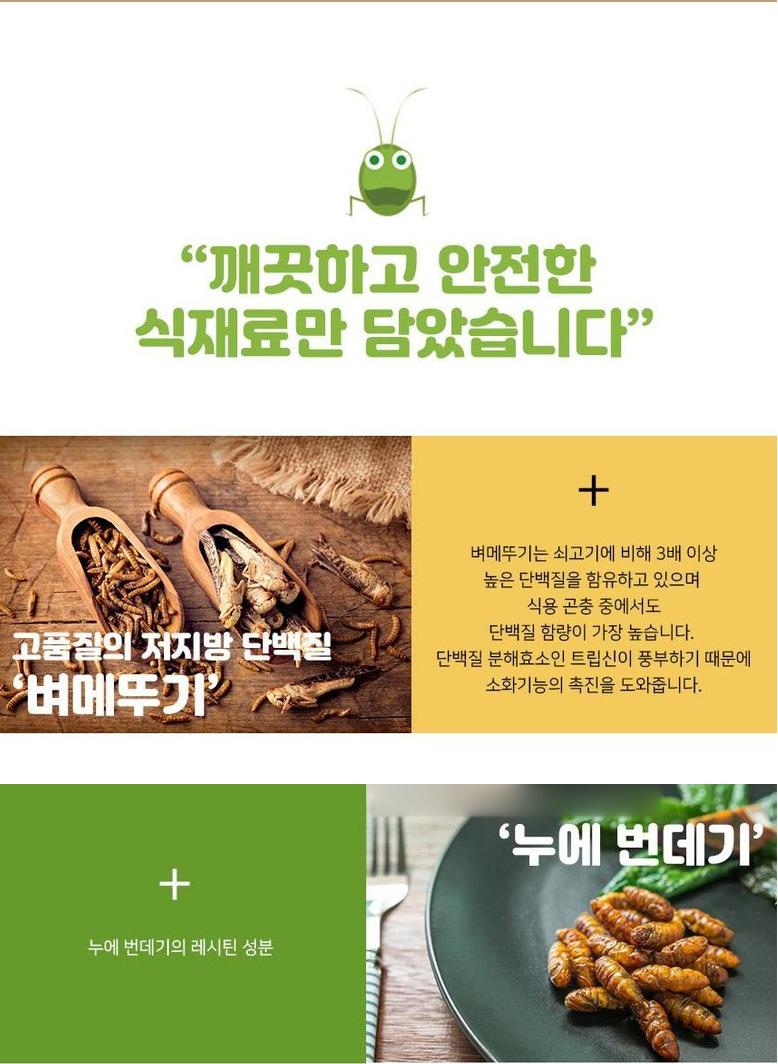 “깨끗하고 안전한
식재료만 담았습니다”
고품질의 저지방 단백질
‘벼메뚜기’
+
벼메뚜기는 쇠고기에 비해 3배 이상
높은 단백질을 함유하고 있으며
식용 곤충 중에서도
단백질 함량이 가장 높습니다.
단백질 분해효소인 트립신이 풍부하기 때문에
소화기능의 촉진을 도와줍니다.
+
누에 번데기의 레시틴 성분
‘누에 번데기’